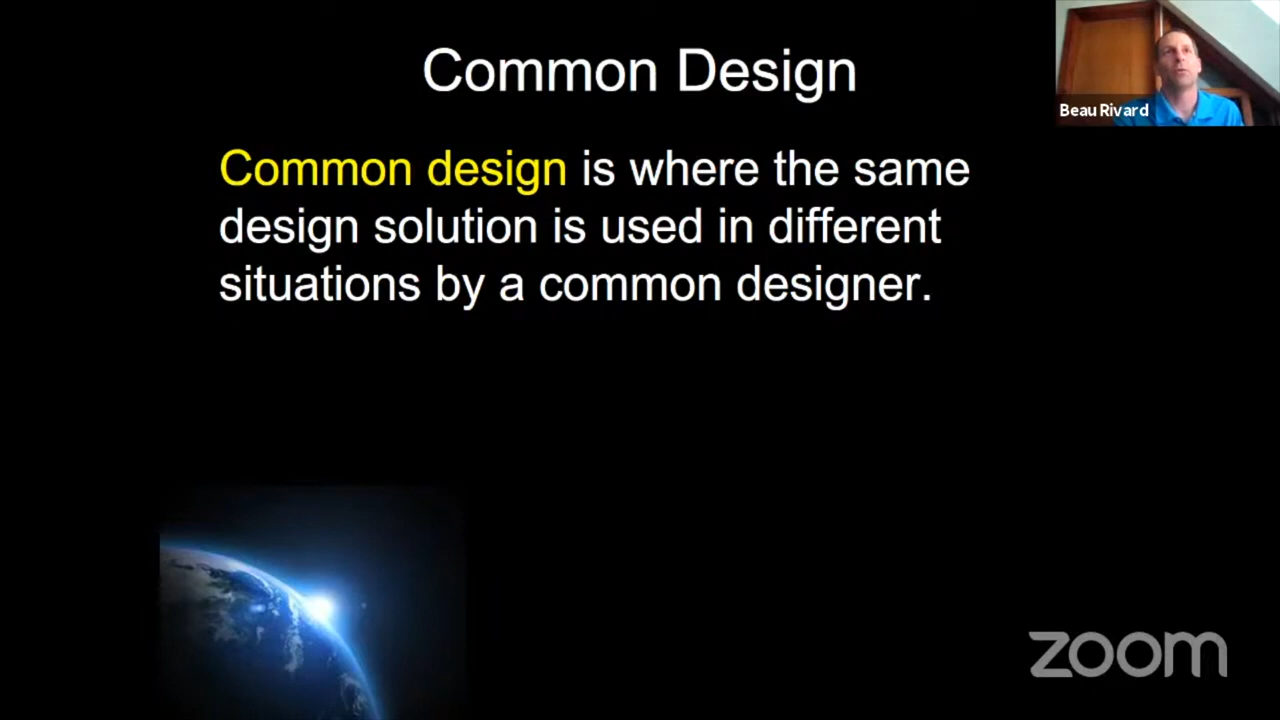 Common Design
Beau Rivard
Common design is where the same
design solution is used in different
situations by a common designer.
zoom